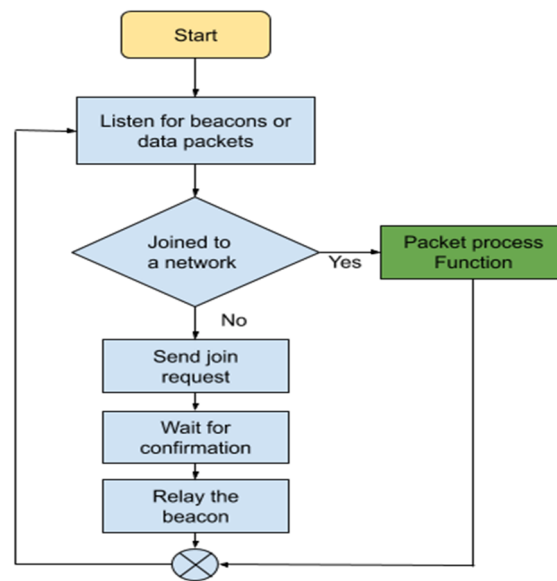 Start
Listen for beacons or
data packets
Joined to
a network
Yes
Packet process
Function
No
Send join
request
Wait for
confirmation
Relay the
beacon